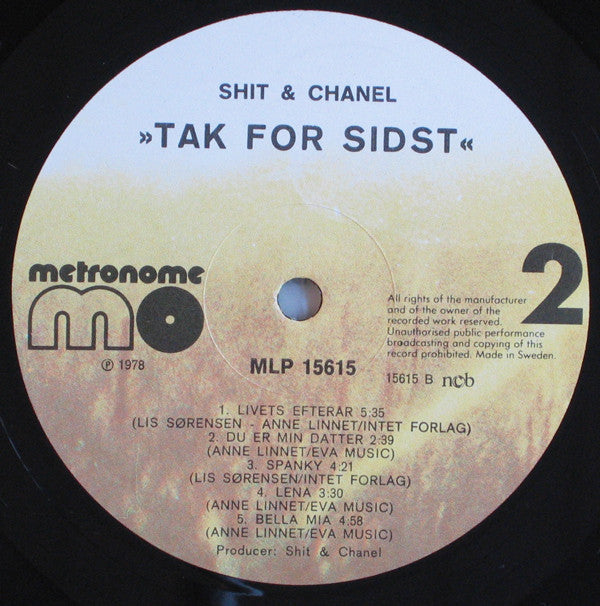 SHIT & CHANEL
»TAK FOR SIDST«
metronome
mo
℗ 1978
2
All rights of the manufacturer
and of the owner of the
recorded work reserved.
Unauthorised public performance
broadcasting and copying of this
record prohibited. Made in Sweden.
MLP 15615
15615 B ncb
1. LIVETS EFTERÅR 5:35
(LIS SØRENSEN - ANNE LINNET/INTET FORLAG)
2. DU ER MIN DATTER 2:39
(ANNE LINNET/EVA MUSIC)
3. SPANKY 4:21
(LIS SØRENSEN/INTET FORLAG)
4. LENA 3:30
(ANNE LINNET/EVA MUSIC)
5. BELLA MIA 4:58
(ANNE LINNET/EVA MUSIC)
Producer: Shit & Chanel